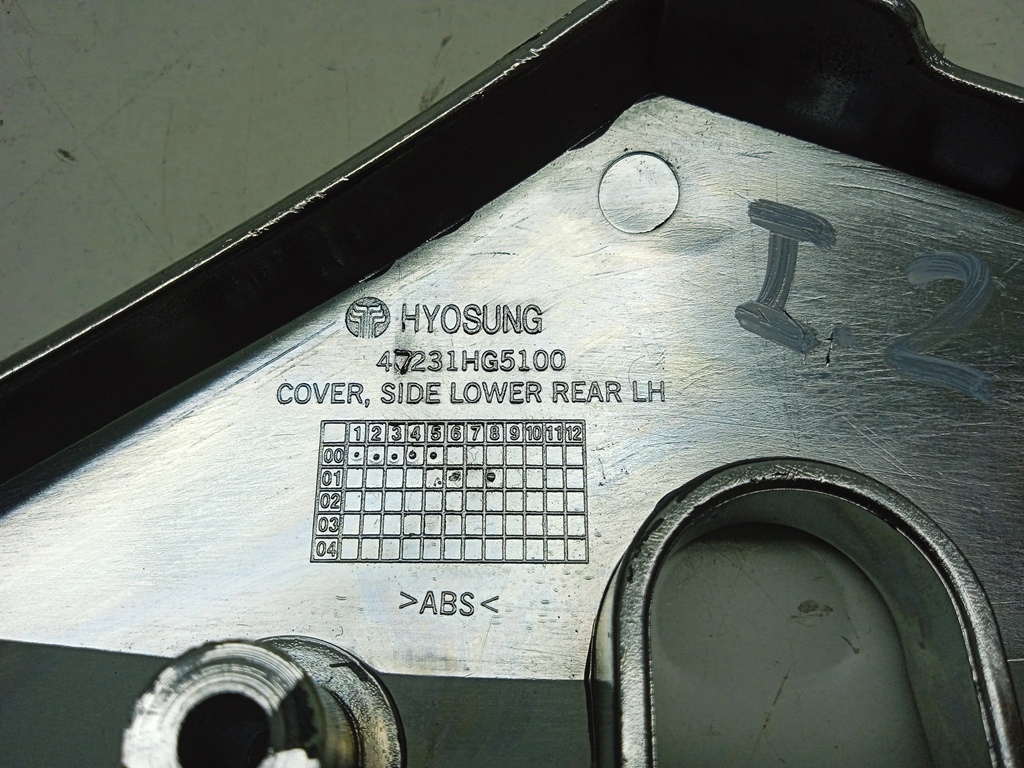 HYOSUNG
47231HG5100
COVER, SIDE LOWER REAR LH
1 2 3 4 5 6 7 8 9 10 11 12
00
01
02
03
04
>ABS<
I2